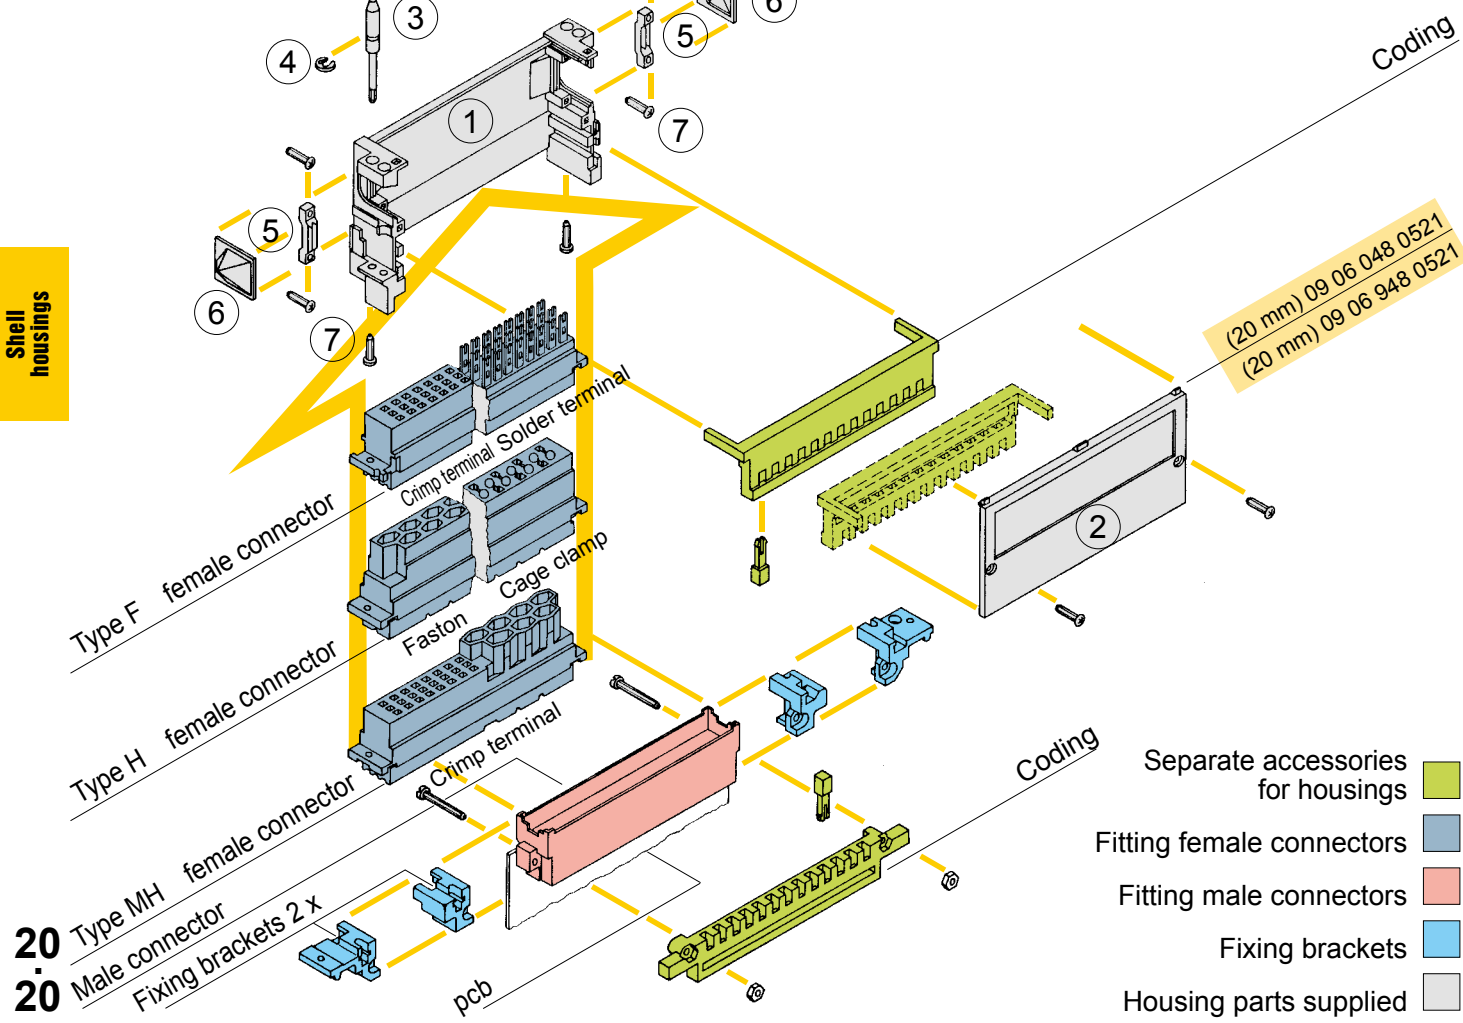 3
6
5
4
Coding
1
7
5
6
7
Shell
housings
(20 mm) 09 06 048 0521
(20 mm) 09 06 948 0521
Crimp terminal Solder terminal
Type F female connector
2
Faston Cage clamp
Type H female connector
Crimp terminal
Type MH female connector
Male connector
Fixing brackets 2 x
pcb
Coding
Separate accessories
for housings
Fitting female connectors
Fitting male connectors
Fixing brackets
Housing parts supplied
20
.
20